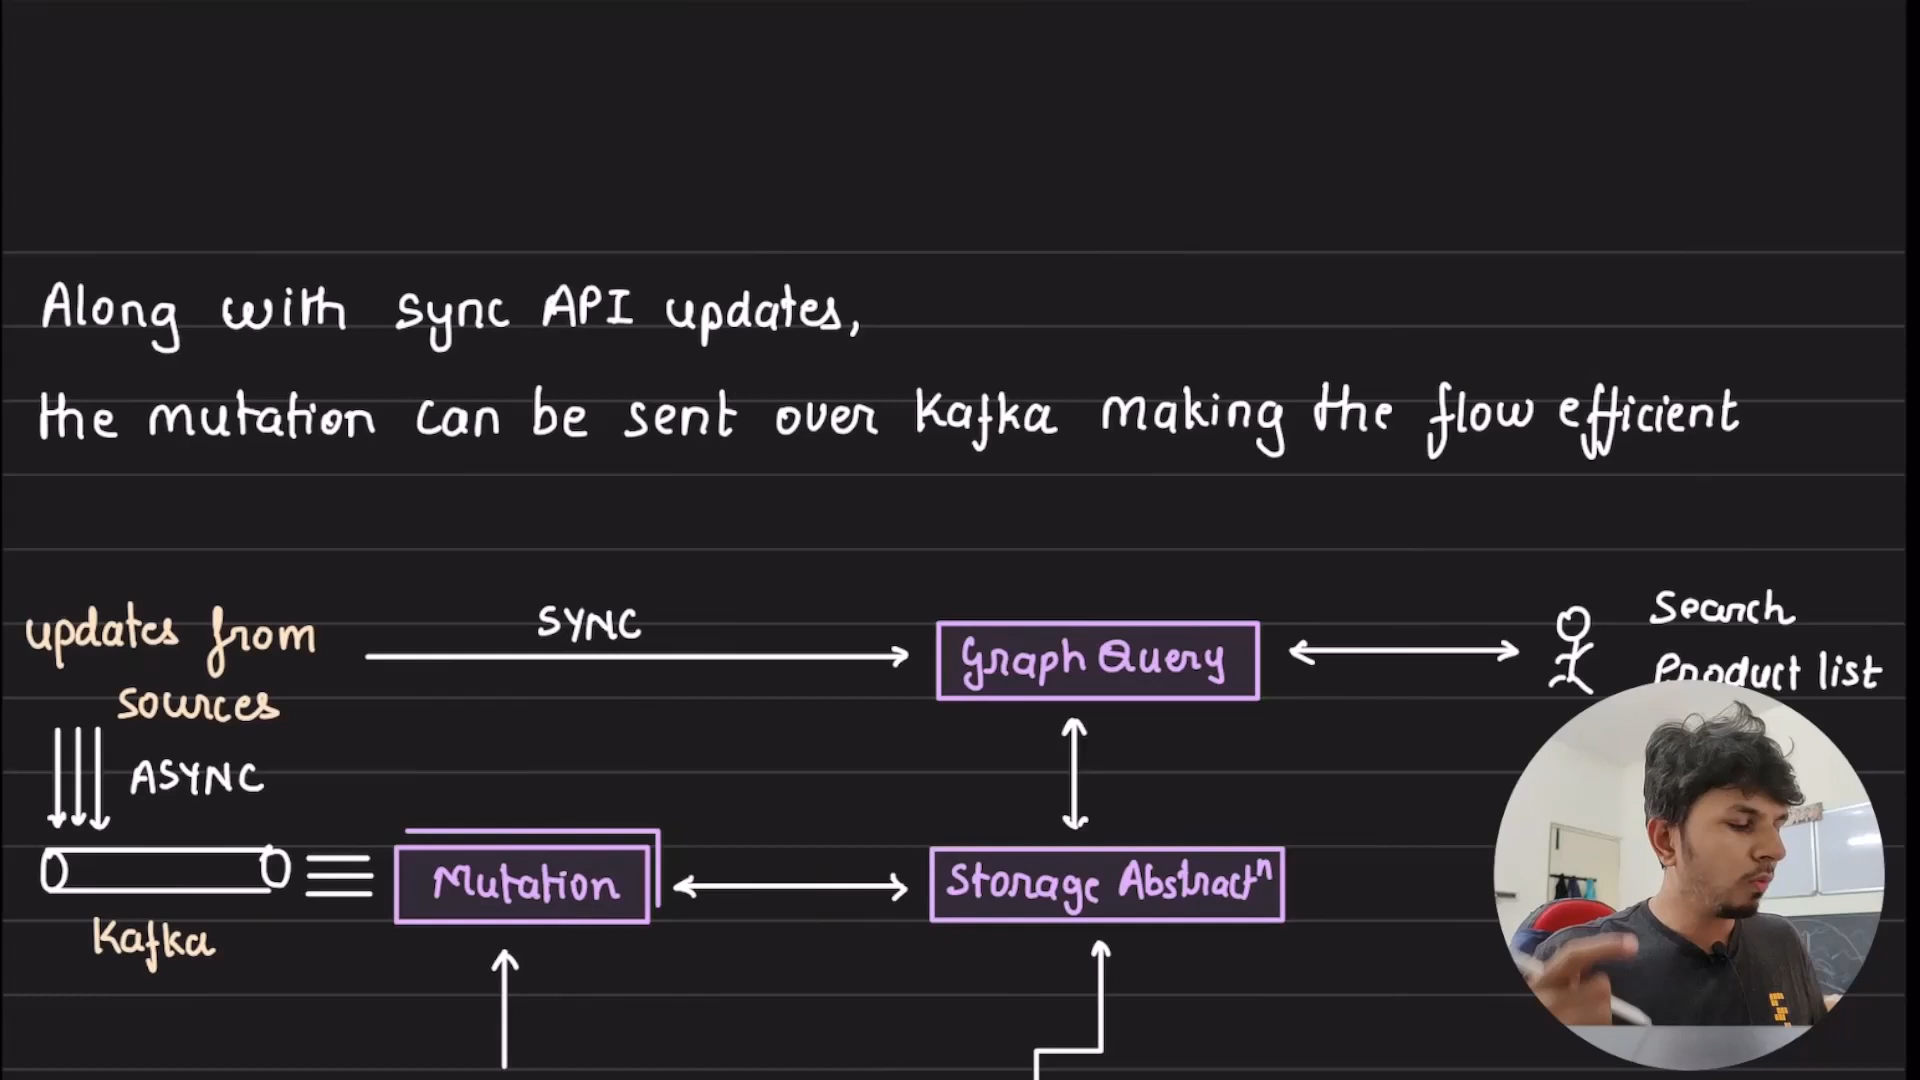 Along with sync API updates,
the mutation can be sent over Kafka making the flow efficient
updates from
sources
SYNC
Graph Query
Search
Product list
ASYNC
Kafka
Mutation
Storage Abstractⁿ